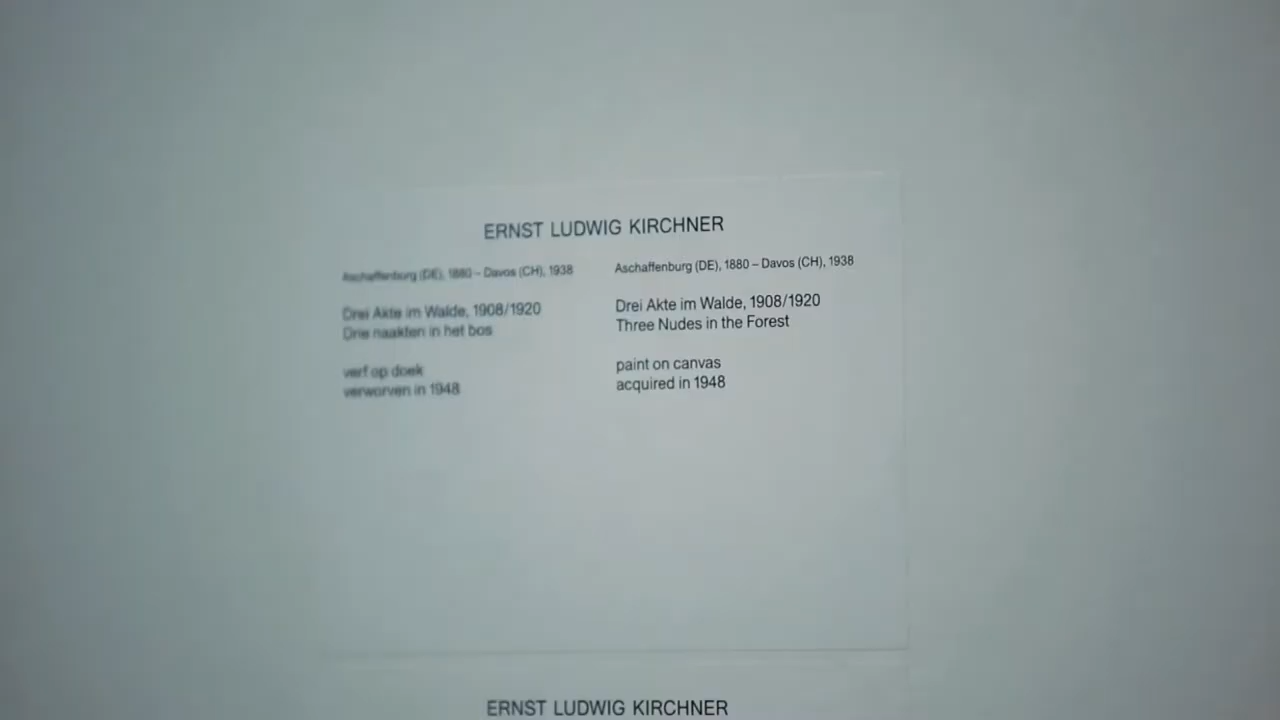 ERNST LUDWIG KIRCHNER
Aschaffenburg (DE), 1880 – Davos (CH), 1938
Drei Akte im Walde, 1908/1920
Drie naakten in het bos
verf op doek
verworven in 1948
Aschaffenburg (DE), 1880 – Davos (CH), 1938
Drei Akte im Walde, 1908/1920
Three Nudes in the Forest
paint on canvas
acquired in 1948
ERNST LUDWIG KIRCHNER